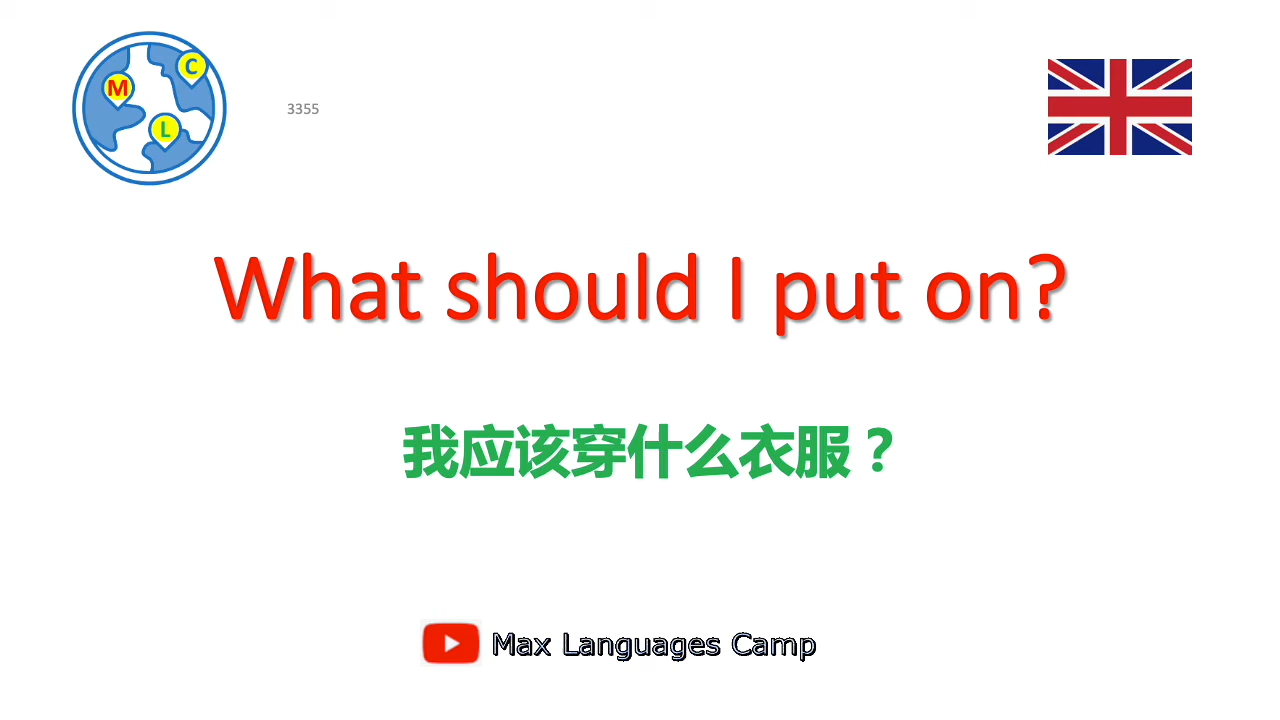 M
C
L
3355
What should I put on?
我应该穿什么衣服？
Max Languages Camp